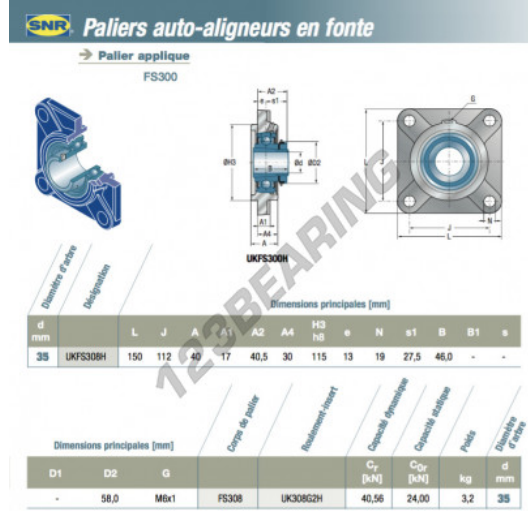 SNR Paliers auto-aligneurs en fonte
Palier applique
FS300
A2
e s1
G
ØH3
B
Ød
ØD2
L
J
A1
A4
A
N
J
L
UKFS300H
123BEARING
Diamètre d'arbre
Désignation
Dimensions principales [mm]
d mm L J A A1 A2 A4 H3 h8 e N s1 B B1 s
35 UKFS308H 150 112 40 17 40,5 30 115 13 19 27,5 46,0 - -
Dimensions principales [mm]
Corps de palier
Roulement-insert
Capacité dynamique
Capacité statique
Poids
Diamètre d'arbre
D1 D2 G Cr [kN] C0r [kN] kg d mm
- 58,0 M6x1 FS308 UK308G2H 40,56 24,00 3,2 35